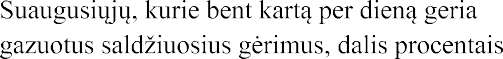 Suaugusiųjų, kurie bent kartą per dieną geria
gazuotus saldžiuosius gėrimus, dalis procentais